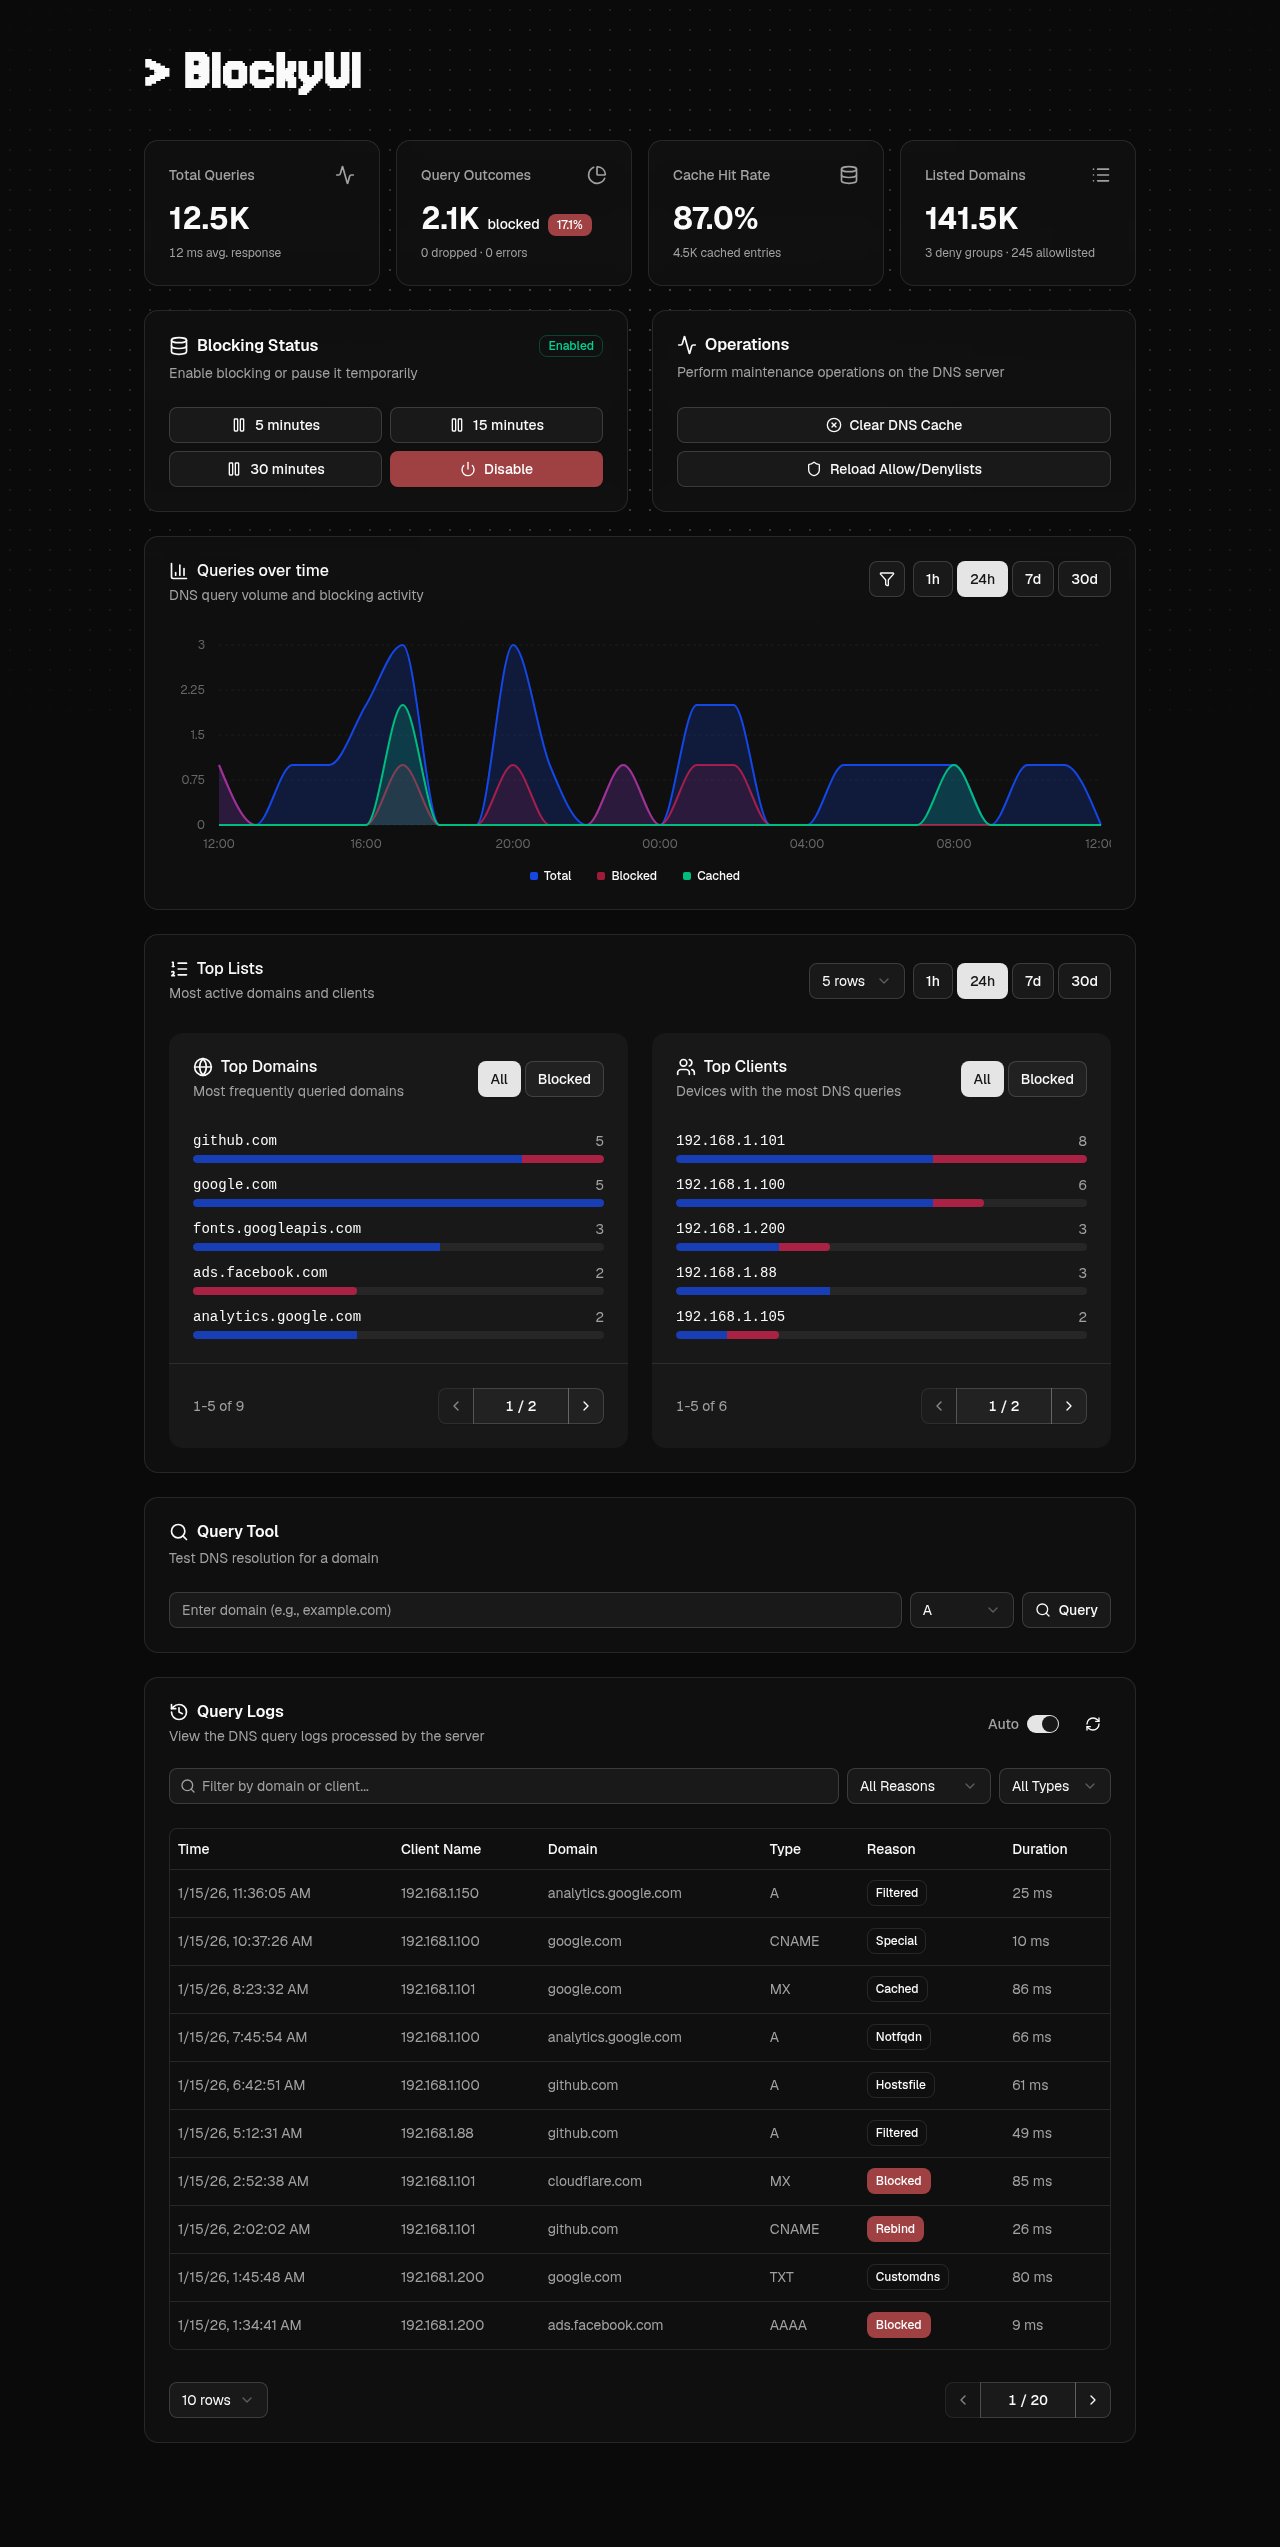 > BlockyUI
Total Queries
12.5K
12 ms avg. response
Query Outcomes
2.1K blocked 17.1%
0 dropped · 0 errors
Cache Hit Rate
87.0%
4.5K cached entries
Listed Domains
141.5K
3 deny groups · 245 allowlisted
Blocking Status
Enabled
Enable blocking or pause it temporarily
5 minutes
15 minutes
30 minutes
Disable
Operations
Perform maintenance operations on the DNS server
Clear DNS Cache
Reload Allow/Denylists
Queries over time
DNS query volume and blocking activity
1h 24h 7d 30d
3
2.25
1.5
0.75
0
12:00 16:00 20:00 00:00 04:00 08:00 12:00
Total Blocked Cached
Top Lists
Most active domains and clients
5 rows 1h 24h 7d 30d
Top Domains
Most frequently queried domains
All Blocked
github.com 5
google.com 5
fonts.googleapis.com 3
ads.facebook.com 2
analytics.google.com 2
1-5 of 9
1 / 2
Top Clients
Devices with the most DNS queries
All Blocked
192.168.1.101 8
192.168.1.100 6
192.168.1.200 3
192.168.1.88 3
192.168.1.105 2
1-5 of 6
1 / 2
Query Tool
Test DNS resolution for a domain
Enter domain (e.g., example.com) A Query
Query Logs
View the DNS query logs processed by the server
Auto
Filter by domain or client... All Reasons All Types
Time Client Name Domain Type Reason Duration
1/15/26, 11:36:05 AM 192.168.1.150 analytics.google.com A Filtered 25 ms
1/15/26, 10:37:26 AM 192.168.1.100 google.com CNAME Special 10 ms
1/15/26, 8:23:32 AM 192.168.1.101 google.com MX Cached 86 ms
1/15/26, 7:45:54 AM 192.168.1.100 analytics.google.com A Notfqdn 66 ms
1/15/26, 6:42:51 AM 192.168.1.100 github.com A Hostsfile 61 ms
1/15/26, 5:12:31 AM 192.168.1.88 github.com A Filtered 49 ms
1/15/26, 2:52:38 AM 192.168.1.101 cloudflare.com MX Blocked 85 ms
1/15/26, 2:02:02 AM 192.168.1.101 github.com CNAME Rebind 26 ms
1/15/26, 1:45:48 AM 192.168.1.200 google.com TXT Customdns 80 ms
1/15/26, 1:34:41 AM 192.168.1.200 ads.facebook.com AAAA Blocked 9 ms
10 rows
1 / 20